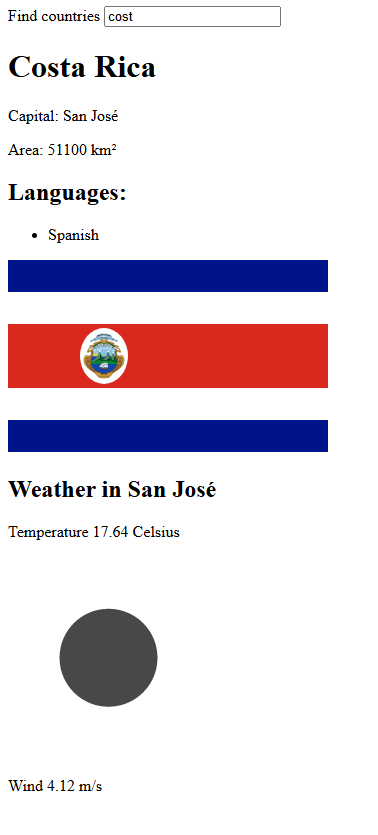 Find countries cost
Costa Rica
Capital: San José
Area: 51100 km²
Languages:
Spanish
Weather in San José
Temperature 17.64 Celsius
Wind 4.12 m/s